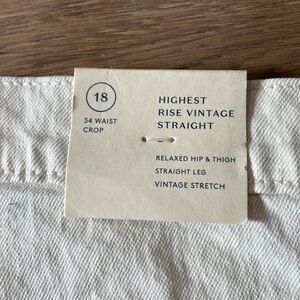 18
34 WAIST
CROP
HIGHEST
RISE VINTAGE
STRAIGHT
RELAXED HIP & THIGH
STRAIGHT LEG
VINTAGE STRETCH